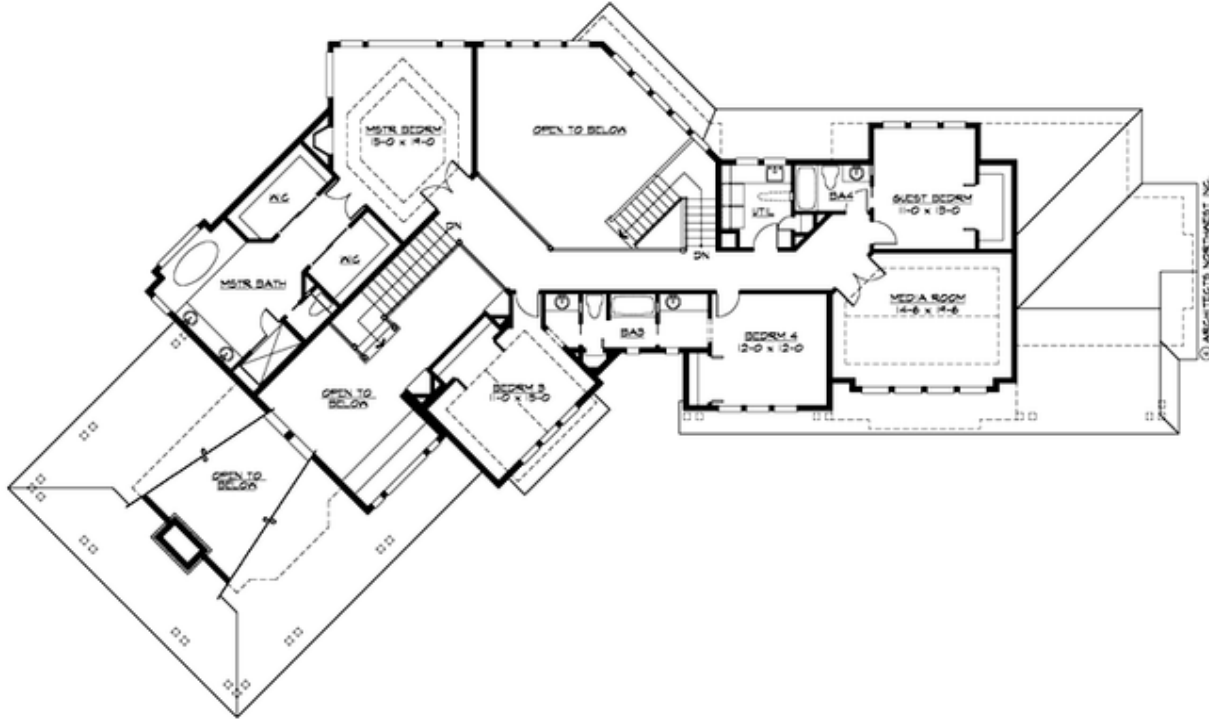 MSTR BEDRM
15-0 x 19-0
OPEN TO BELOW
WIC
WIC
MSTR BATH
DN
DN
UTIL
BA4
GUEST BEDRM
11-0 x 13-0
MEDIA ROOM
14-6 x 19-6
BA3
BEDRM 4
12-0 x 12-0
BEDRM 3
11-0 x 13-0
OPEN TO
BELOW
OPEN TO
BELOW
© ARCHITECTS NORTHWEST INC.